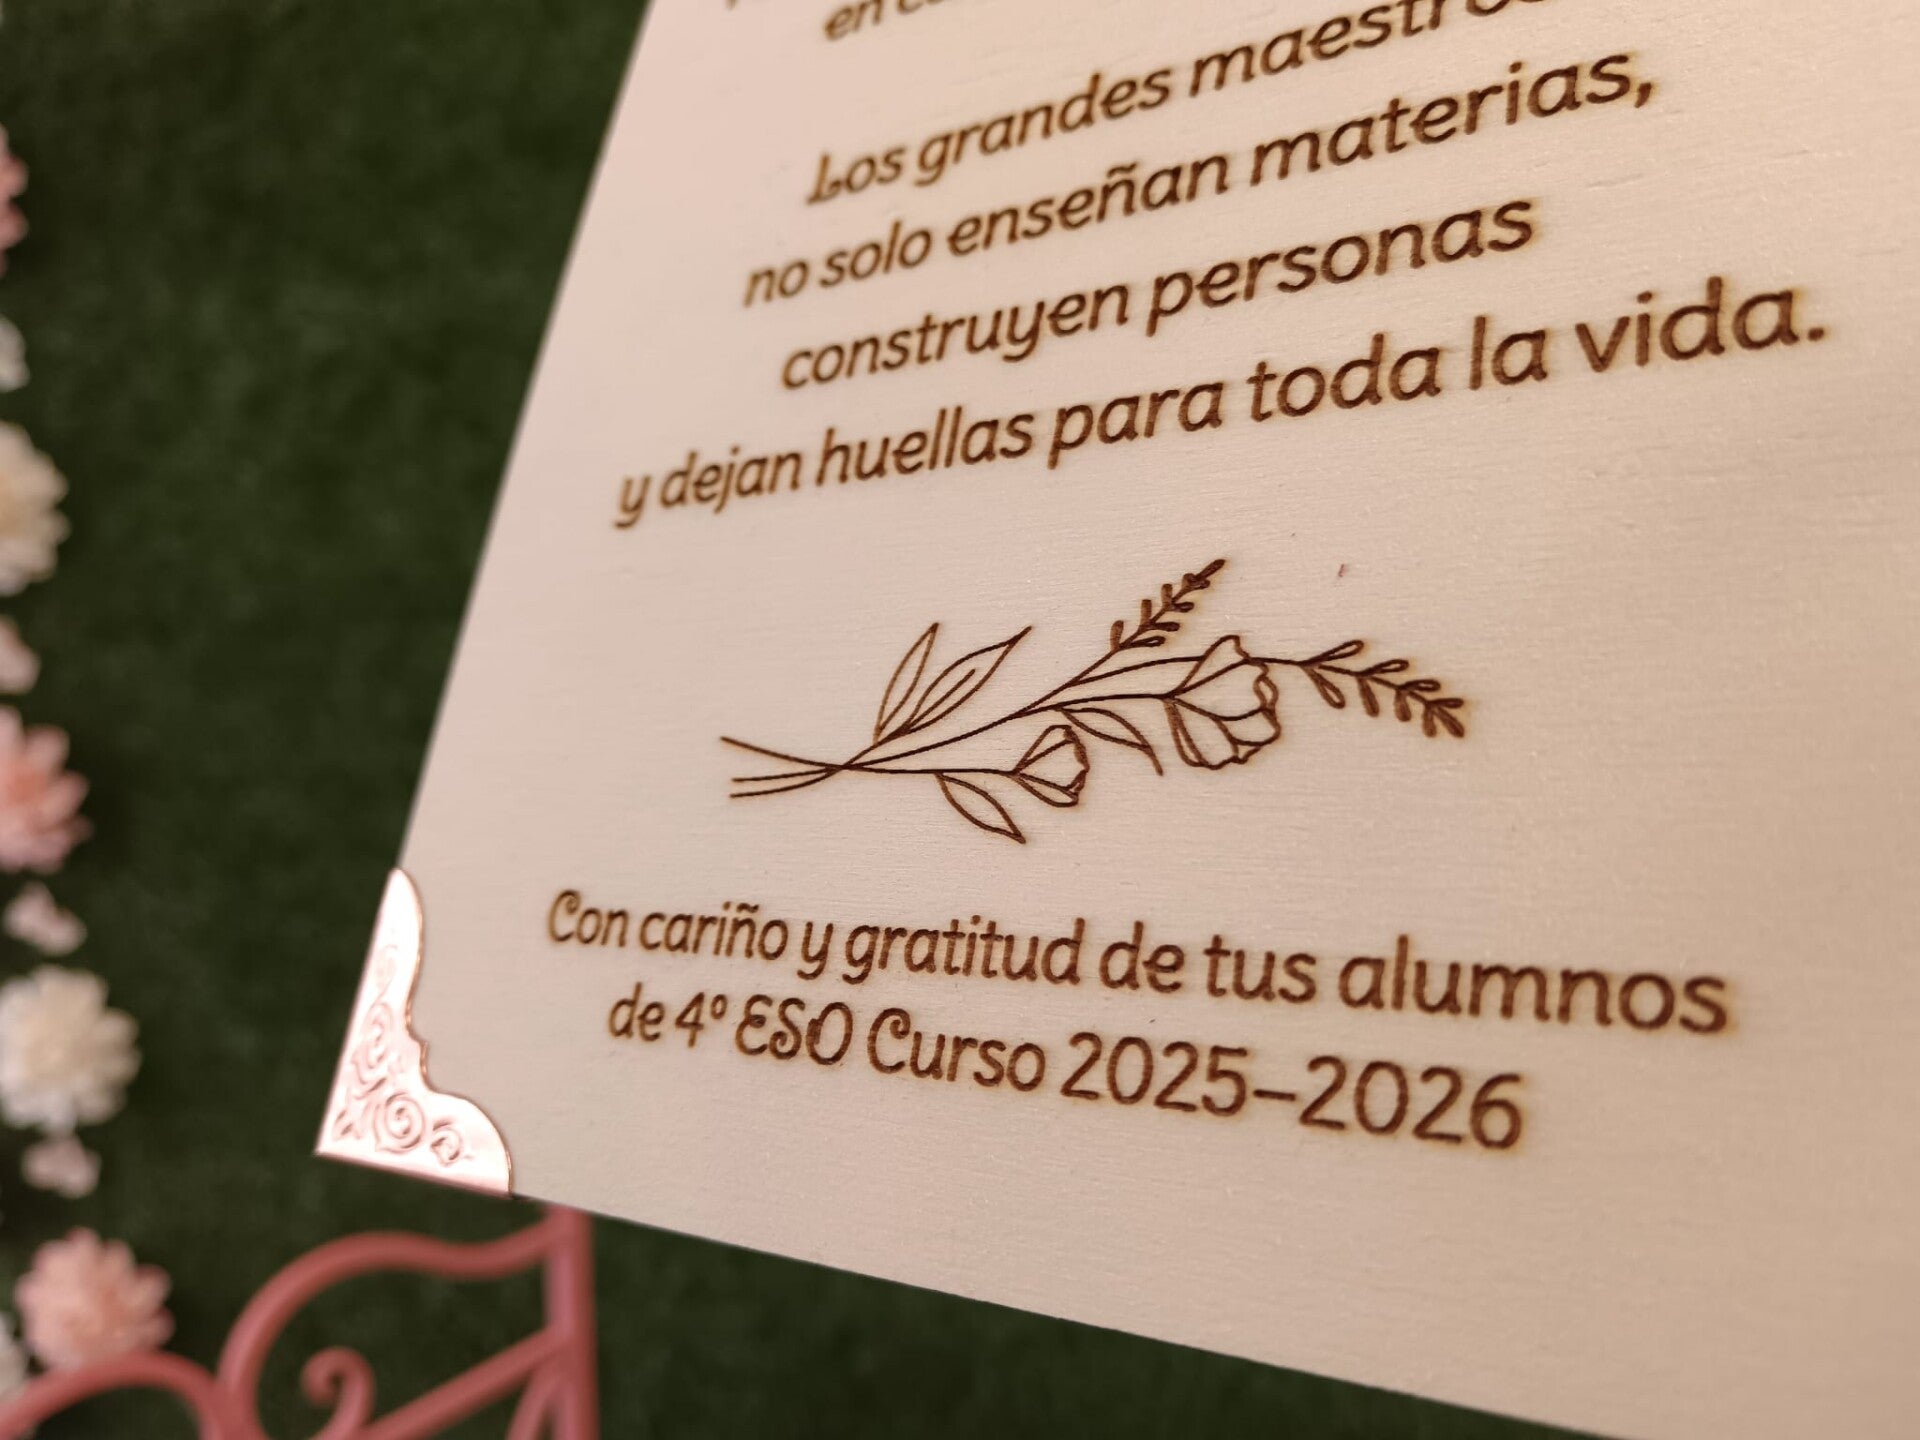 en
Los grandes maestros
no solo enseñan materias,
construyen personas
y dejan huellas para toda la vida.
Con cariño y gratitud de tus alumnos
de 4º ESO Curso 2025–2026